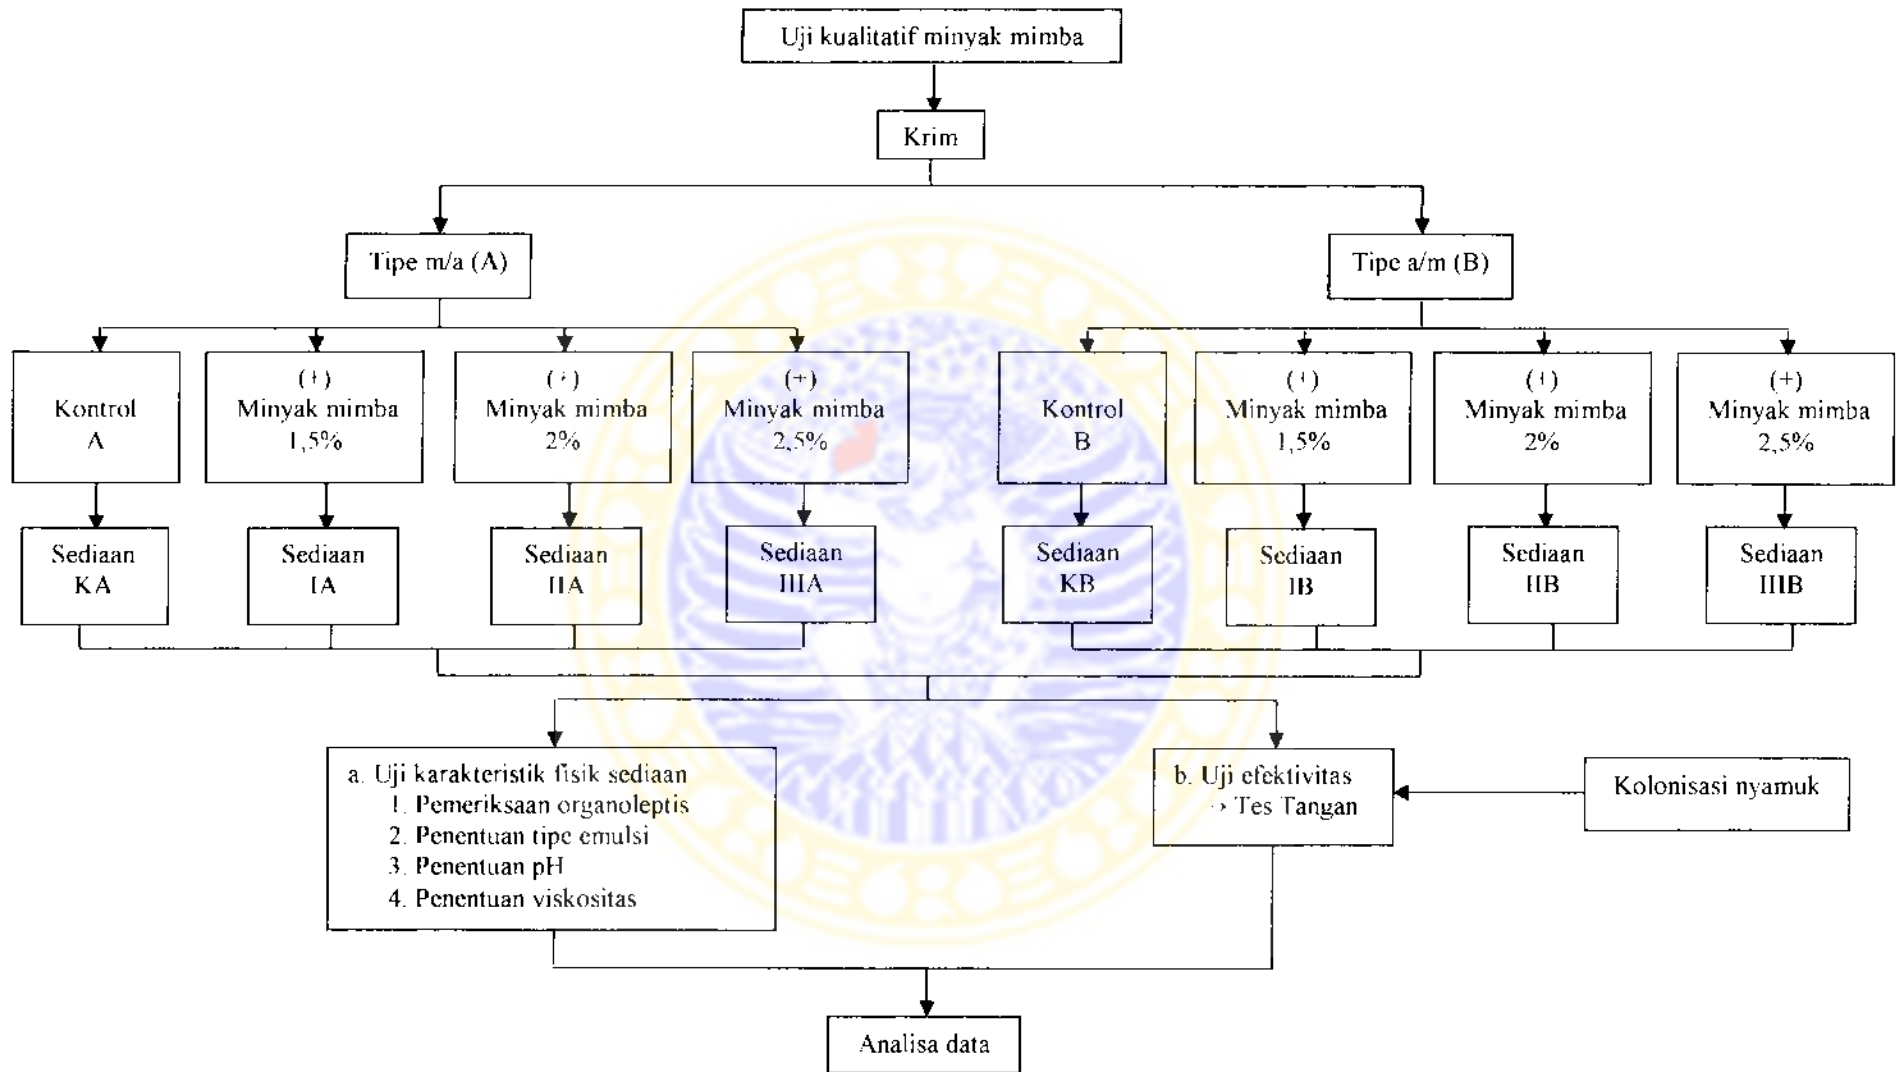 Uji kualitatif minyak mimba
Krim
Tipe m/a (A)
Tipe a/m (B)
Kontrol
A
(+)
Minyak mimba
1,5%
(+)
Minyak mimba
2%
(+)
Minyak mimba
2,5%
Kontrol
B
(+)
Minyak mimba
1,5%
(+)
Minyak mimba
2%
(+)
Minyak mimba
2,5%
Sediaan
KA
Sediaan
IA
Sediaan
IIA
Sediaan
IIIA
Sediaan
KB
Sediaan
IB
Sediaan
IIB
Sediaan
IIIB
a. Uji karakteristik fisik sediaan
1. Pemeriksaan organoleptis
2. Penentuan tipe emulsi
3. Penentuan pH
4. Penentuan viskositas
b. Uji efektivitas
→ Tes Tangan
Kolonisasi nyamuk
Analisa data